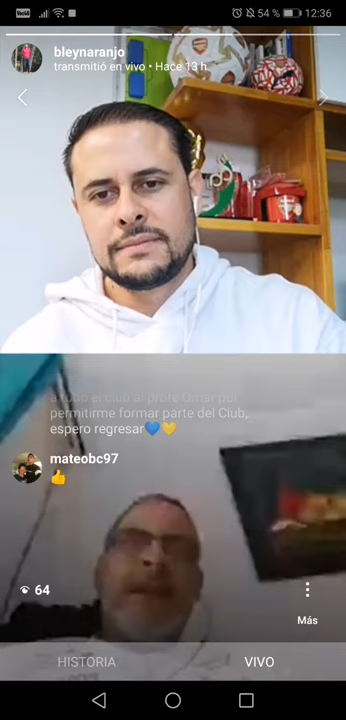 54 % 12:36
bleynaranjo
transmitió en vivo • Hace 13 h
a todo el club al profe Omar por
permitirme formar parte del Club,
espero regresar💙💛
mateobc97
👍
64
Más
HISTORIA
VIVO